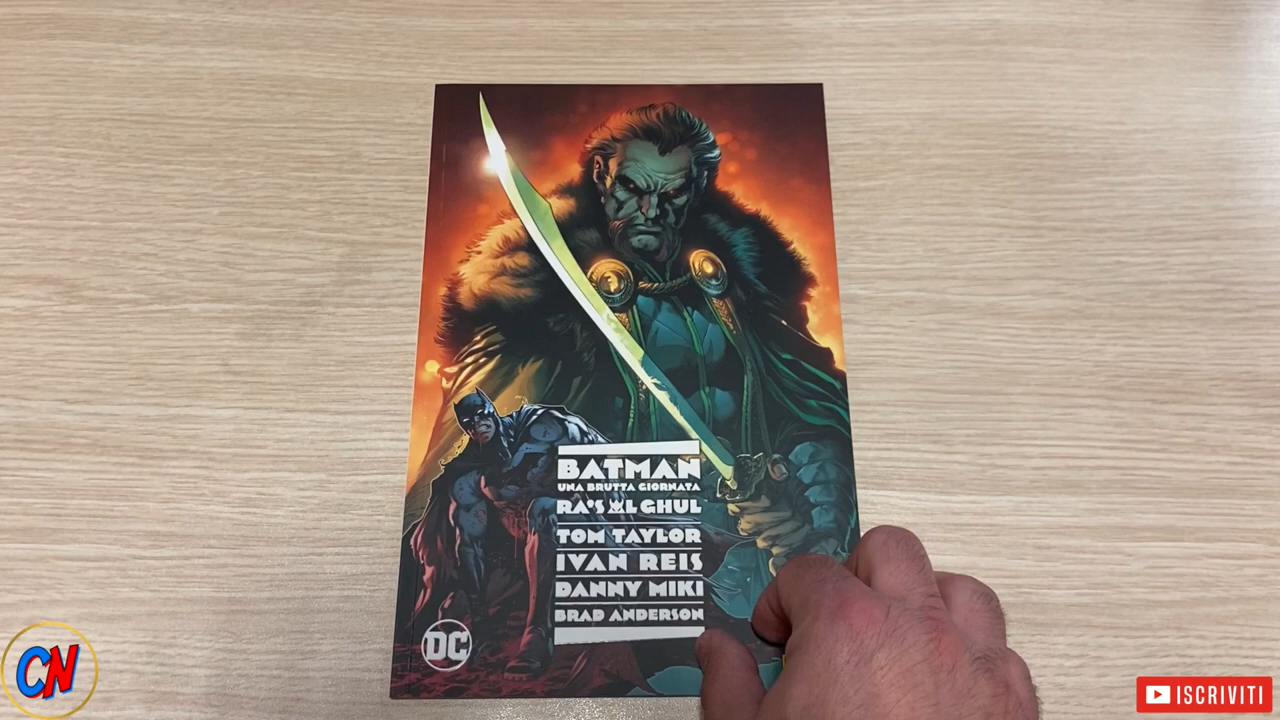 BATMAN
UNA BRUTTA GIORNATA
RA'S AL GHUL
TOM TAYLOR
IVAN REIS
DANNY MIKI
BRAD ANDERSON
DC
CN
ISCRIVITI